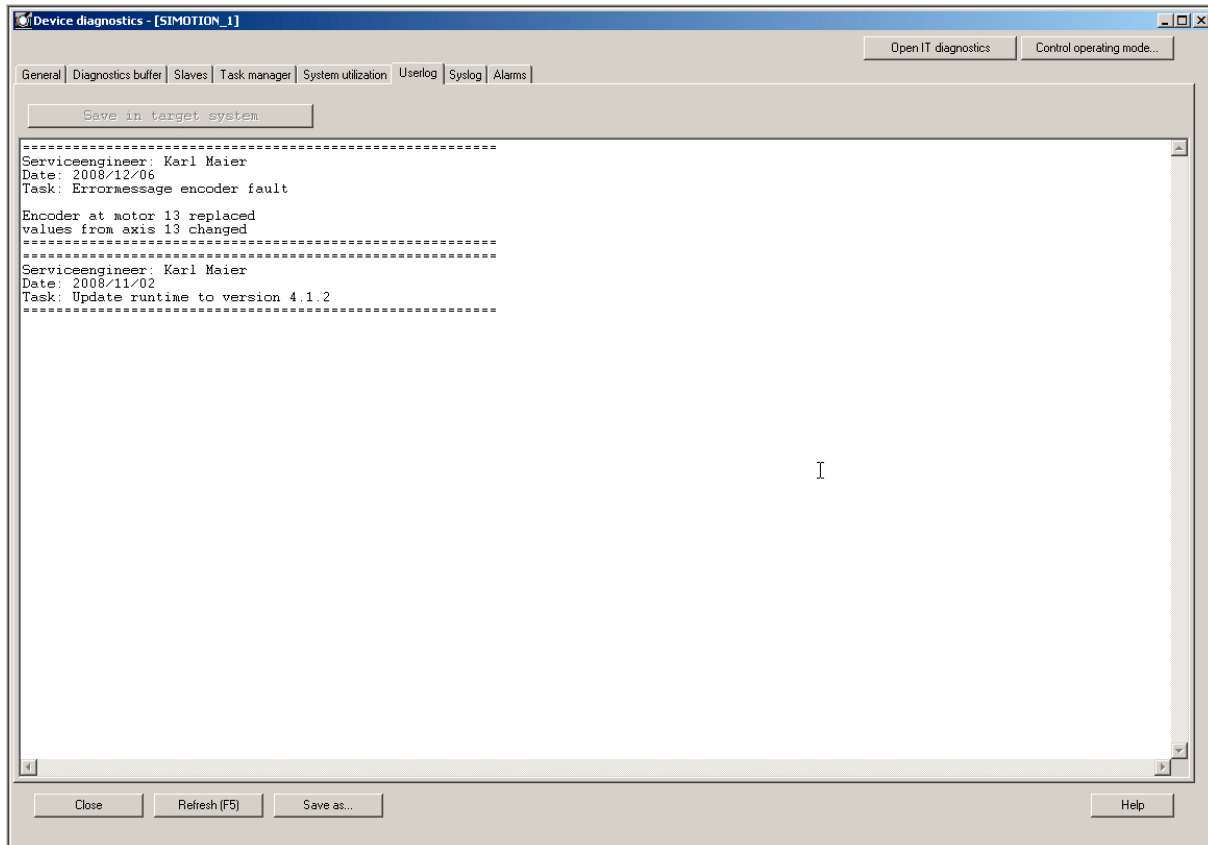 Device diagnostics - [SIMOTION_1]
Open IT diagnostics Control operating mode...
General Diagnostics buffer Slaves Task manager System utilization Userlog Syslog Alarms
Save in target system
=========================================================
Serviceengineer: Karl Maier
Date: 2008/12/06
Task: Errormessage encoder fault
Encoder at motor 13 replaced
values from axis 13 changed
=========================================================
=========================================================
Serviceengineer: Karl Maier
Date: 2008/11/02
Task: Update runtime to version 4.1.2
=========================================================
Close Refresh (F5) Save as... Help